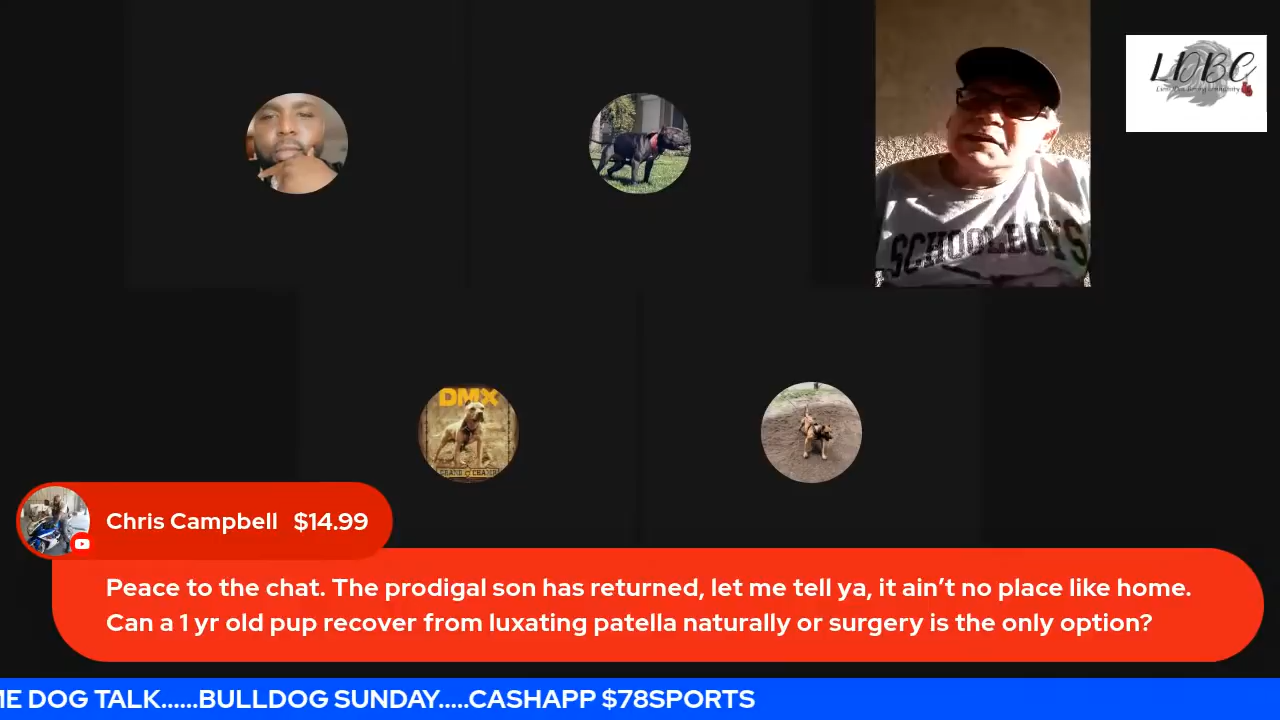 LDBC
SCHOOLBOYS
DMX
Chris Campbell $14.99
Peace to the chat. The prodigal son has returned, let me tell ya, it ain’t no place like home.
Can a 1 yr old pup recover from luxating patella naturally or surgery is the only option?
ME DOG TALK......BULLDOG SUNDAY.....CASHAPP $78SPORTS